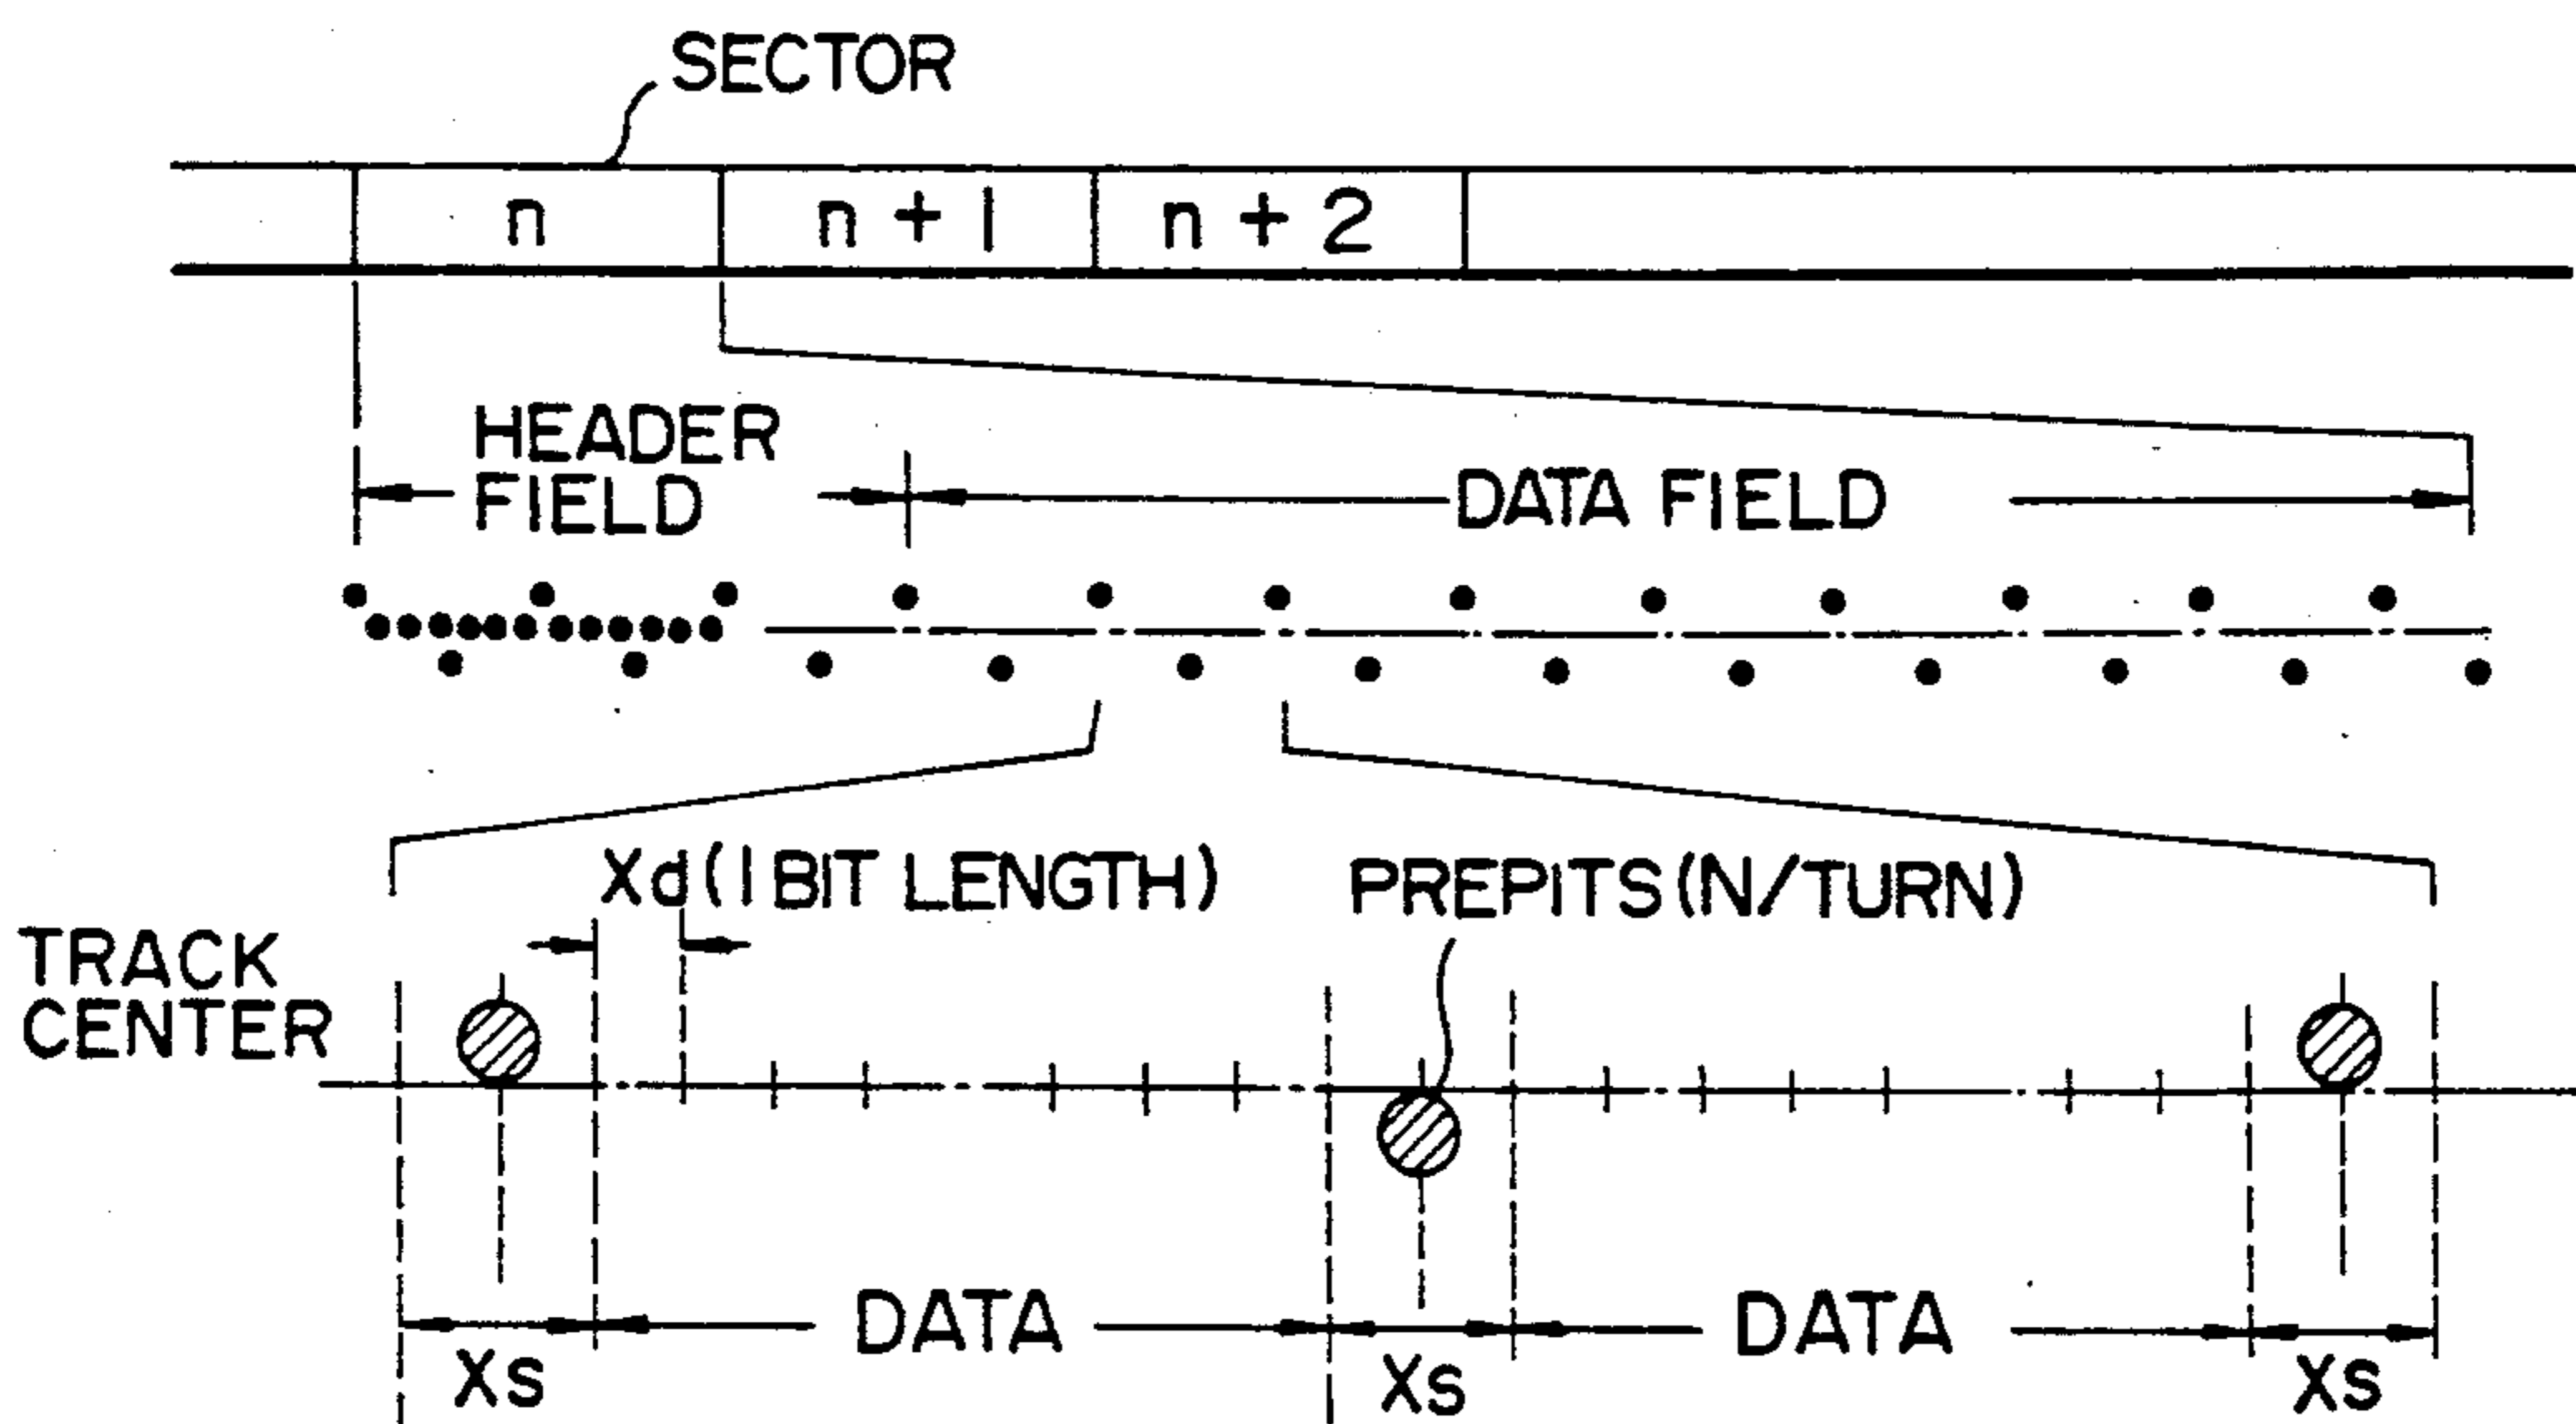 SECTOR
n
n + 1
n + 2
HEADER
FIELD
DATA FIELD
Xd (1 BIT LENGTH)
PREPITS (N/TURN)
TRACK
CENTER
DATA
DATA
Xs
Xs
Xs